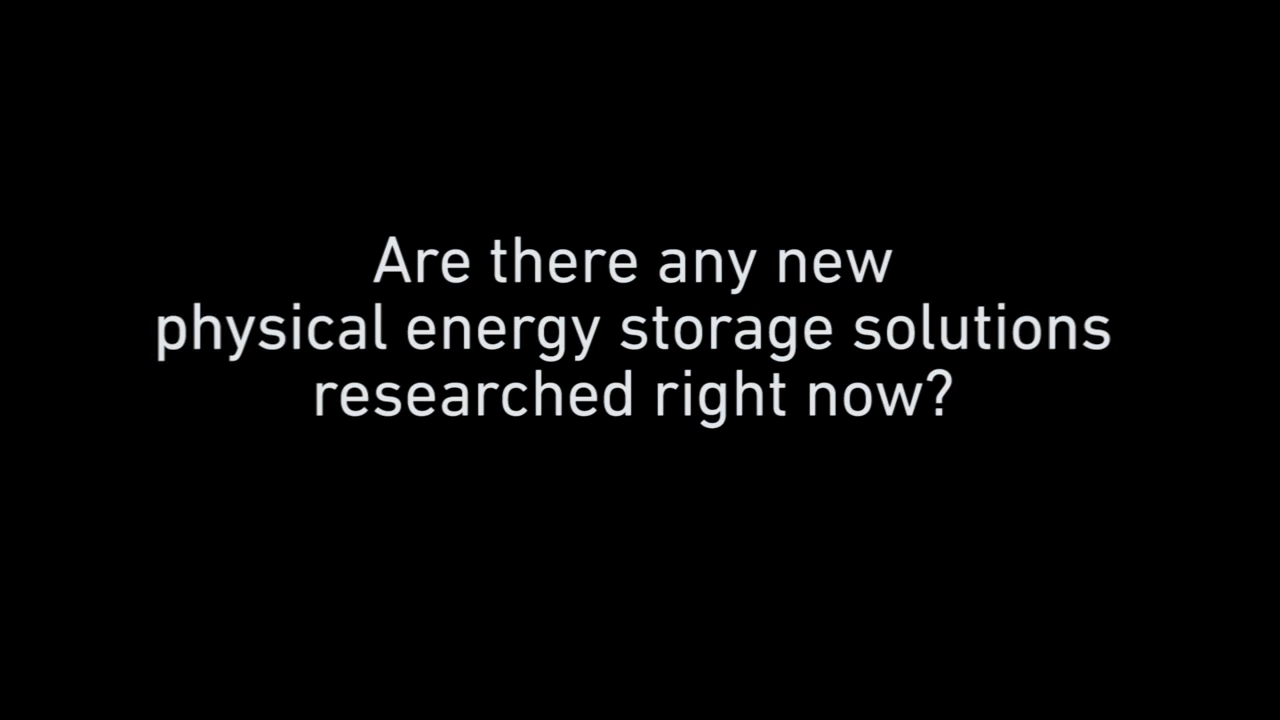 Are there any new
physical energy storage solutions
researched right now?